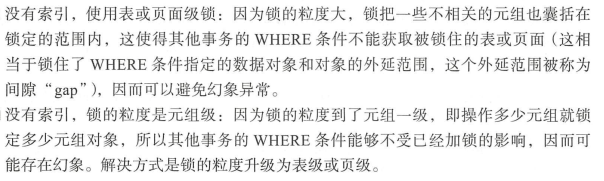 没有索引，使用表或页面级锁：因为锁的粒度大，锁把一些不相关的元组也囊括在
锁定的范围内，这使得其他事务的 WHERE 条件不能获取被锁住的表或页面（这相
当于锁住了 WHERE 条件指定的数据对象和对象的外延范围，这个外延范围被称为
间隙“gap”），因而可以避免幻象异常。
没有索引，锁的粒度是元组级：因为锁的粒度到了元组一级，即操作多少元组就锁
定多少元组对象，所以其他事务的 WHERE 条件能够不受已经加锁的影响，因而可
能存在幻象。解决方式是锁的粒度升级为表级或页级。